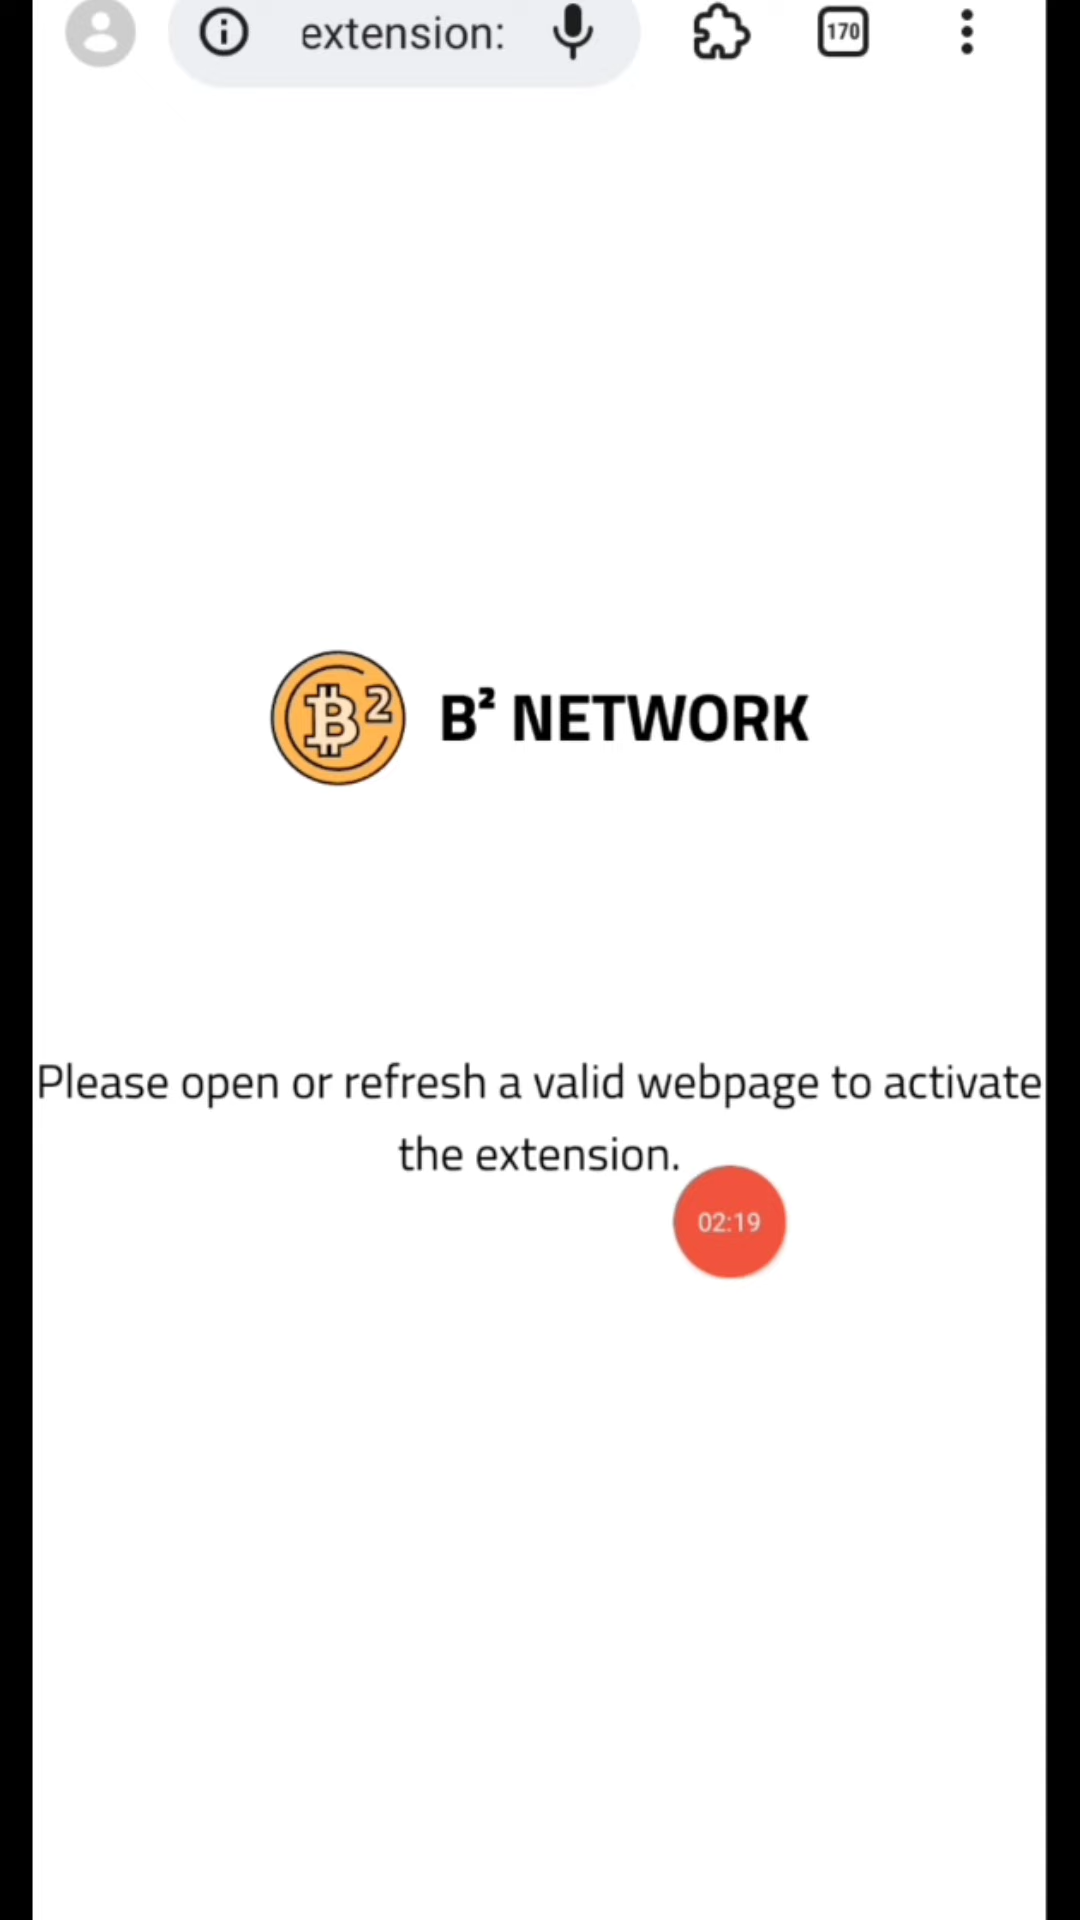 extension:
170
B² NETWORK
Please open or refresh a valid webpage to activate
the extension.
02:19